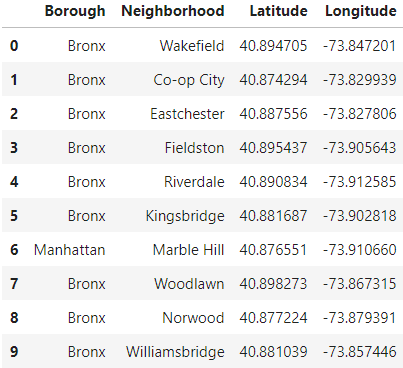 Borough Neighborhood Latitude Longitude
0 Bronx Wakefield 40.894705 -73.847201
1 Bronx Co-op City 40.874294 -73.829939
2 Bronx Eastchester 40.887556 -73.827806
3 Bronx Fieldston 40.895437 -73.905643
4 Bronx Riverdale 40.890834 -73.912585
5 Bronx Kingsbridge 40.881687 -73.902818
6 Manhattan Marble Hill 40.876551 -73.910660
7 Bronx Woodlawn 40.898273 -73.867315
8 Bronx Norwood 40.877224 -73.879391
9 Bronx Williamsbridge 40.881039 -73.857446